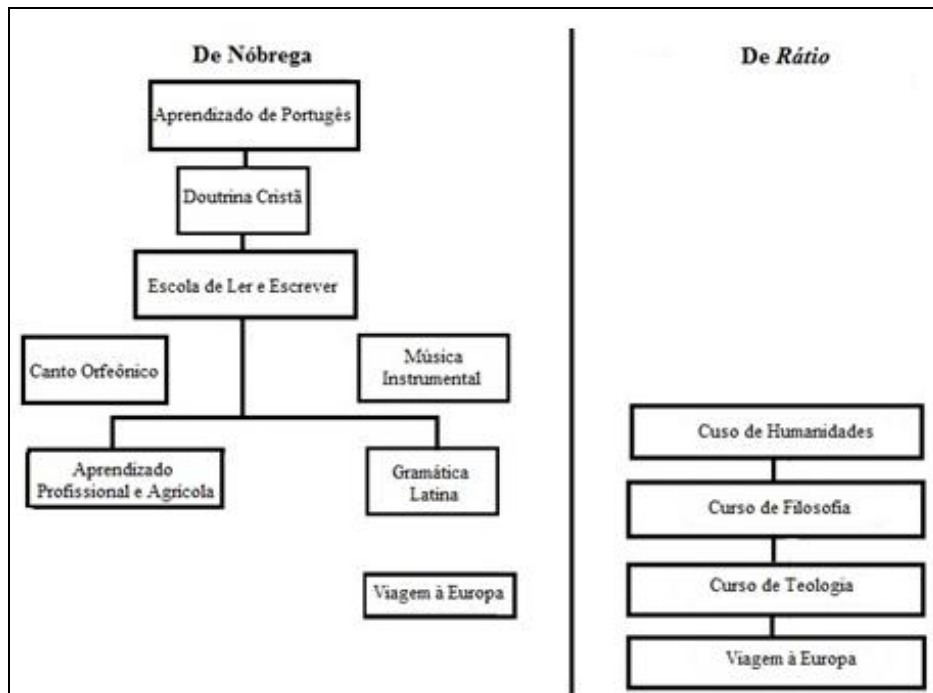 De Nóbrega
Aprendizado de Portugês
Doutrina Cristã
Escola de Ler e Escrever
Canto Orfeônico
Música
Instrumental
Aprendizado
Profissional e Agrícola
Gramática
Latina
Viagem à Europa
De Rátio
Cuso de Humanidades
Curso de Filosofia
Curso de Teologia
Viagem à Europa